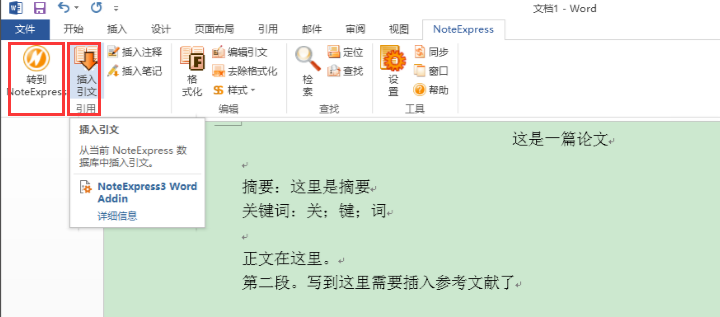 文档1 - Word
文件 开始 插入 设计 页面布局 引用 邮件 审阅 视图 NoteExpress
转到
NoteExpress
插入
引文
插入注释
插入笔记
引用
格
式化
编辑引文
去除格式化
样式
编辑
检
索
定位
查找
查找
设
置
同步
窗口
帮助
工具
插入引文
从当前 NoteExpress 数
据库中插入引文。
NoteExpress3 Word
Addin
详细信息
这是一篇论文
摘要：这里是摘要
关键词：关；键；词
正文在这里。
第二段。写到这里需要插入参考文献了